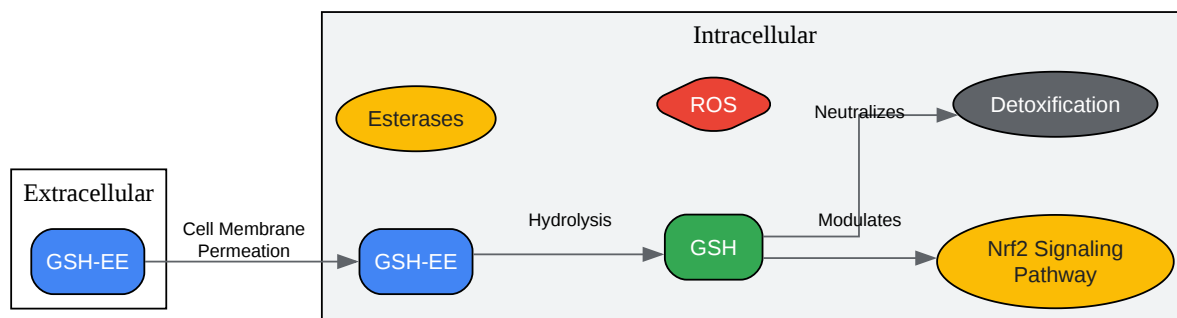 Intracellular
Esterases
ROS
Neutralizes
Detoxification
Extracellular
GSH-EE
Cell Membrane
Permeation
GSH-EE
Hydrolysis
GSH
Modulates
Nrf2 Signaling
Pathway